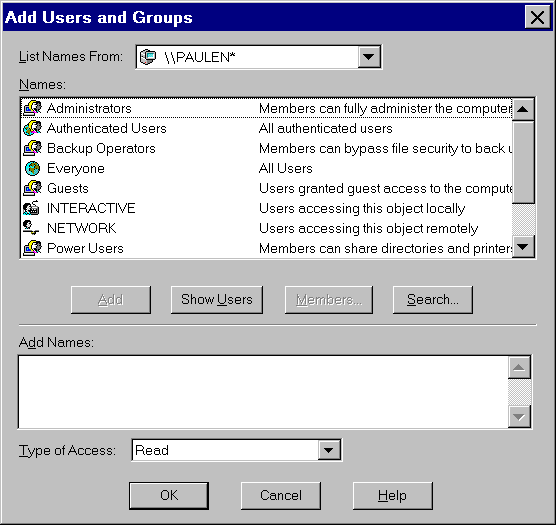 Add Users and Groups
List Names From: \\PAULEN*
Names:
Administrators Members can fully administer the computer
Authenticated Users All authenticated users
Backup Operators Members can bypass file security to back u
Everyone All Users
Guests Users granted guest access to the compute
INTERACTIVE Users accessing this object locally
NETWORK Users accessing this object remotely
Power Users Members can share directories and printers
Add Show Users Members... Search...
Add Names:
Type of Access: Read
OK Cancel Help